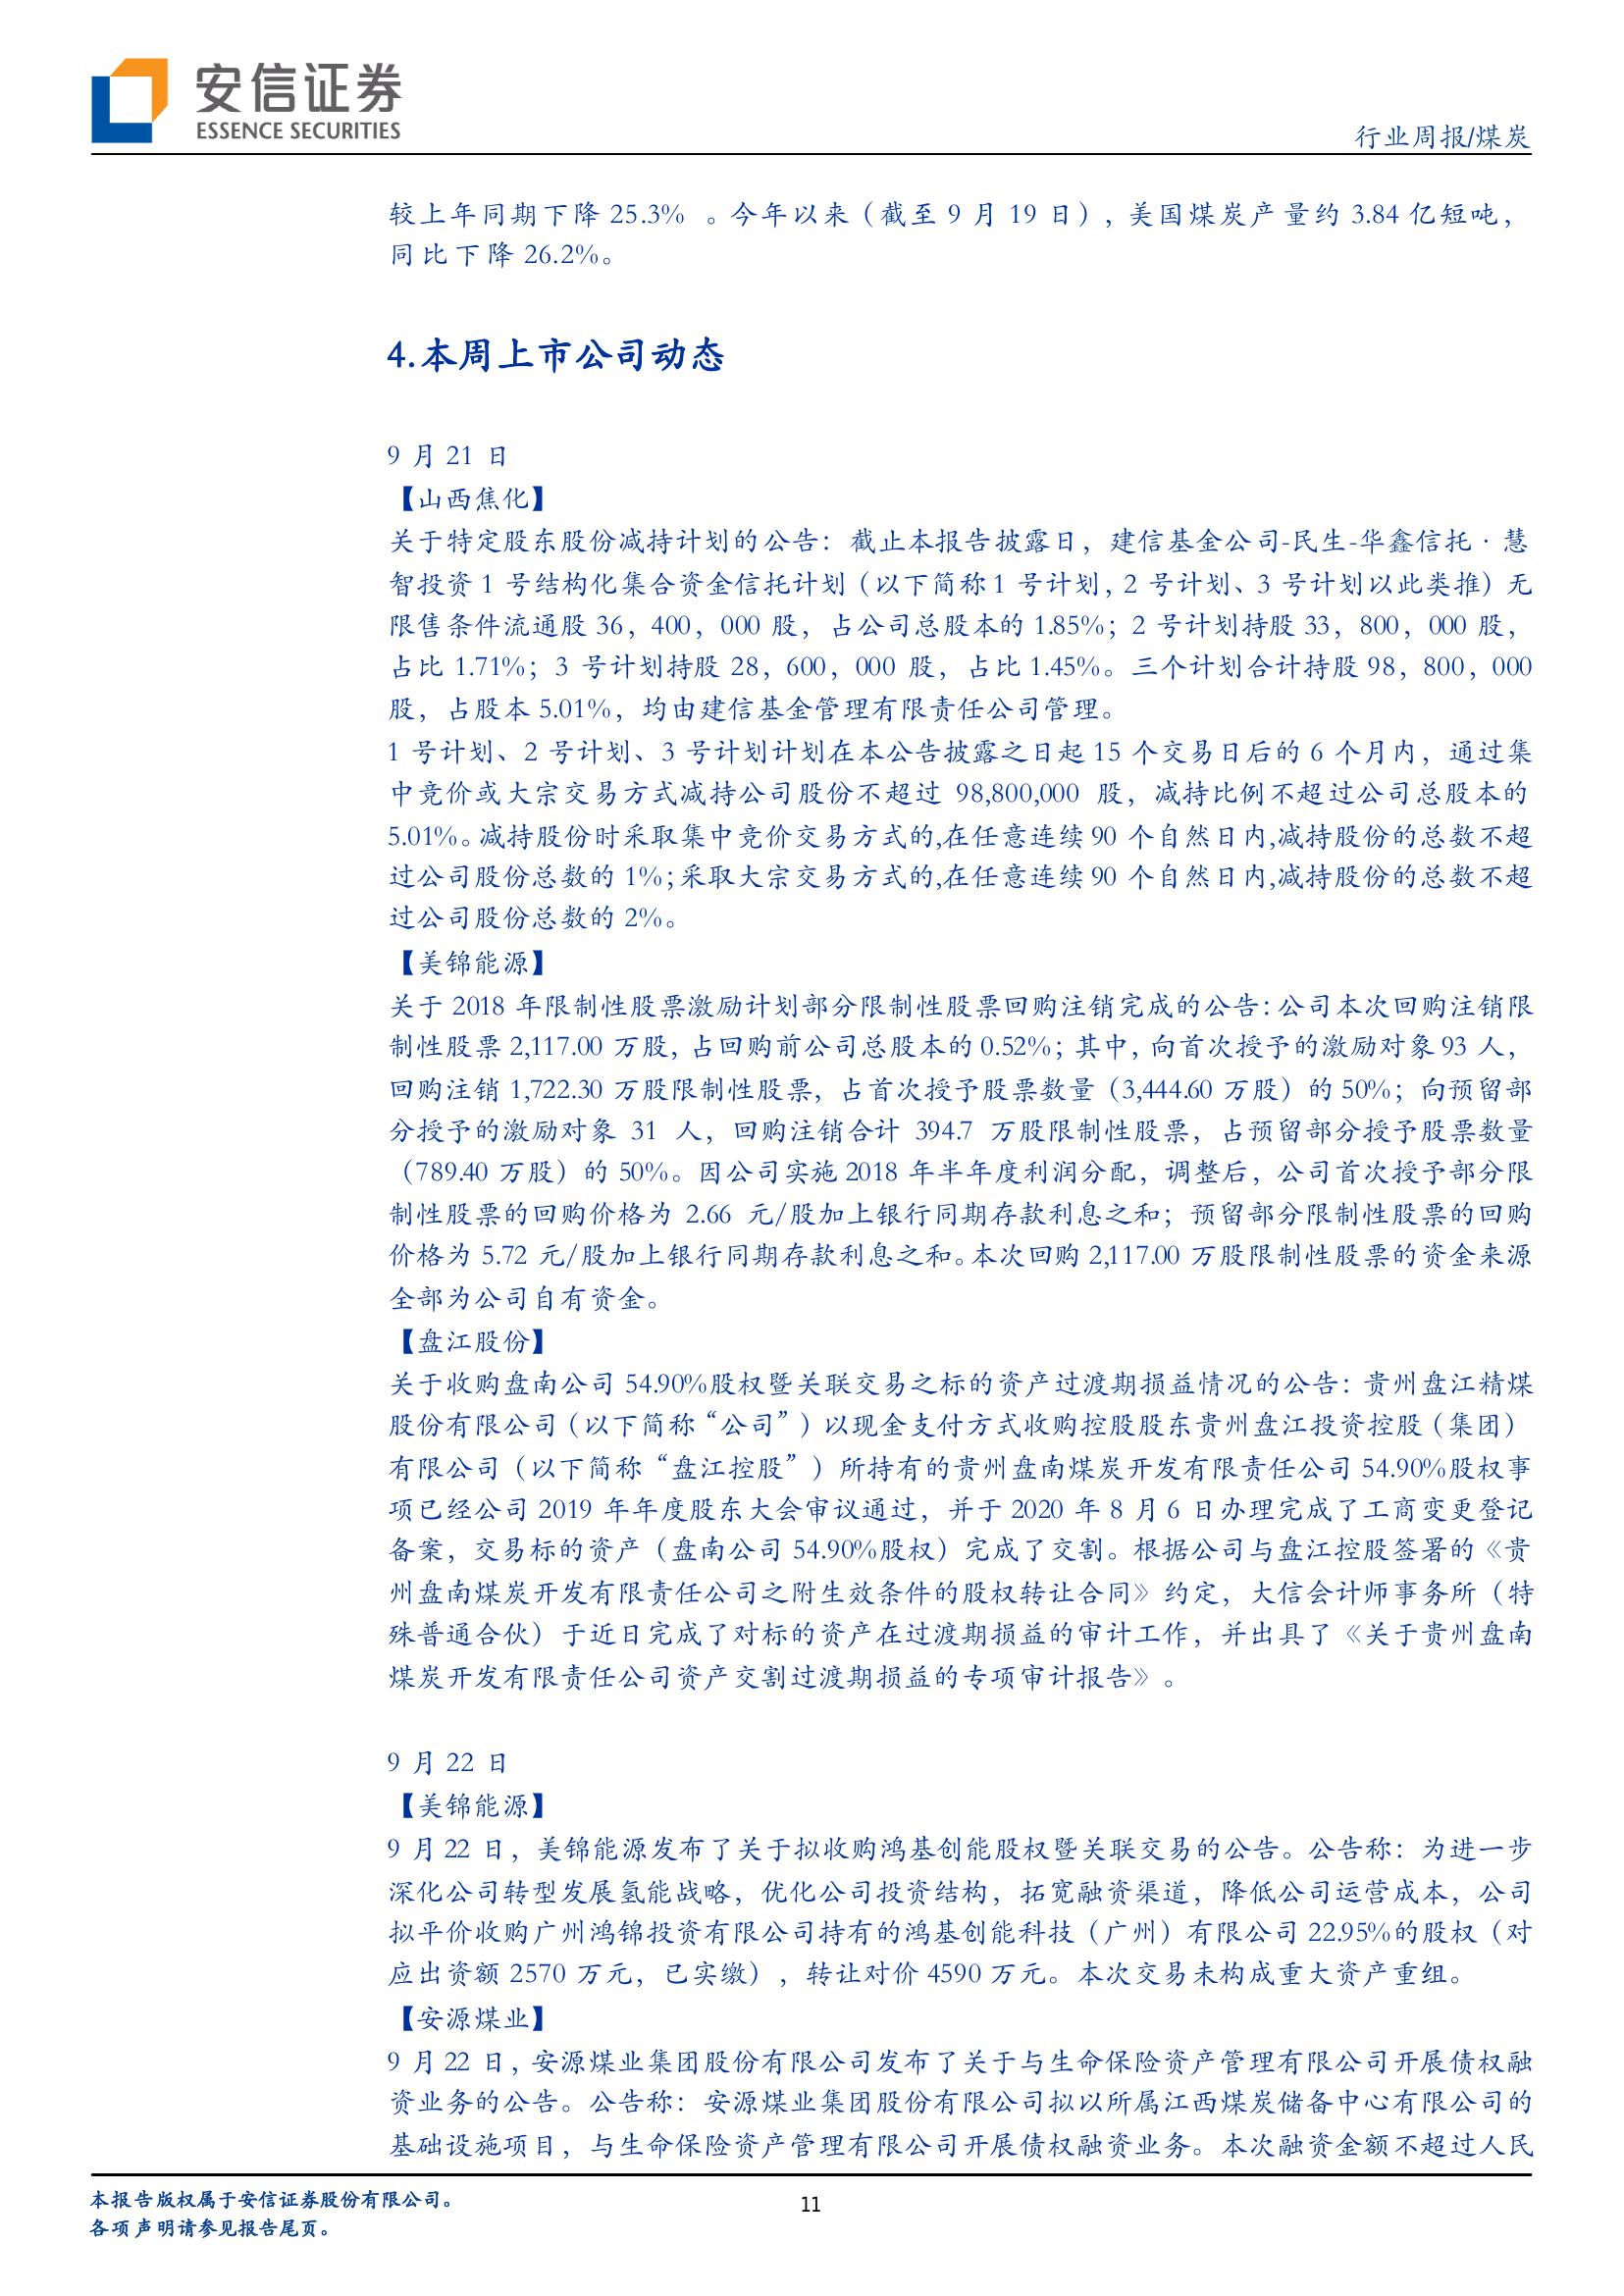 安信证券
ESSENCE SECURITIES
行业周报/煤炭
较上年同期下降 25.3% 。今年以来（截至 9 月 19 日），美国煤炭产量约 3.84 亿短吨，
同比下降 26.2%。
4.本周上市公司动态
9 月 21 日
【山西焦化】
关于特定股东股份减持计划的公告：截止本报告披露日，建信基金公司-民生-华鑫信托·慧
智投资 1 号结构化集合资金信托计划（以下简称 1 号计划，2 号计划、3 号计划以此类推）无
限售条件流通股 36，400，000 股，占公司总股本的 1.85%；2 号计划持股 33，800，000 股，
占比 1.71%；3 号计划持股 28，600，000 股，占比 1.45%。三个计划合计持股 98，800，000
股，占股本 5.01%，均由建信基金管理有限责任公司管理。
1 号计划、2 号计划、3 号计划计划在本公告披露之日起 15 个交易日后的 6 个月内，通过集
中竞价或大宗交易方式减持公司股份不超过 98,800,000 股，减持比例不超过公司总股本的
5.01%。减持股份时采取集中竞价交易方式的,在任意连续 90 个自然日内,减持股份的总数不超
过公司股份总数的 1%;采取大宗交易方式的,在任意连续 90 个自然日内,减持股份的总数不超
过公司股份总数的 2%。
【美锦能源】
关于 2018 年限制性股票激励计划部分限制性股票回购注销完成的公告：公司本次回购注销限
制性股票 2,117.00 万股，占回购前公司总股本的 0.52%；其中，向首次授予的激励对象 93 人，
回购注销 1,722.30 万股限制性股票，占首次授予股票数量（3,444.60 万股）的 50%；向预留部
分授予的激励对象 31 人，回购注销合计 394.7 万股限制性股票，占预留部分授予股票数量
（789.40 万股）的 50%。因公司实施 2018 年半年度利润分配，调整后，公司首次授予部分限
制性股票的回购价格为 2.66 元/股加上银行同期存款利息之和；预留部分限制性股票的回购
价格为 5.72 元/股加上银行同期存款利息之和。本次回购 2,117.00 万股限制性股票的资金来源
全部为公司自有资金。
【盘江股份】
关于收购盘南公司 54.90%股权暨关联交易之标的资产过渡期损益情况的公告：贵州盘江精煤
股份有限公司（以下简称“公司”）以现金支付方式收购控股股东贵州盘江投资控股（集团）
有限公司（以下简称“盘江控股”）所持有的贵州盘南煤炭开发有限责任公司 54.90%股权事
项已经公司 2019 年年度股东大会审议通过，并于 2020 年 8 月 6 日办理完成了工商变更登记
备案，交易标的资产（盘南公司 54.90%股权）完成了交割。根据公司与盘江控股签署的《贵
州盘南煤炭开发有限责任公司之附生效条件的股权转让合同》约定，大信会计师事务所（特
殊普通合伙）于近日完成了对标的资产在过渡期损益的审计工作，并出具了《关于贵州盘南
煤炭开发有限责任公司资产交割过渡期损益的专项审计报告》。
9 月 22 日
【美锦能源】
9 月 22 日，美锦能源发布了关于拟收购鸿基创能股权暨关联交易的公告。公告称：为进一步
深化公司转型发展氢能战略，优化公司投资结构，拓宽融资渠道，降低公司运营成本，公司
拟平价收购广州鸿锦投资有限公司持有的鸿基创能科技（广州）有限公司 22.95%的股权（对
应出资额 2570 万元，已实缴），转让对价 4590 万元。本次交易未构成重大资产重组。
【安源煤业】
9 月 22 日，安源煤业集团股份有限公司发布了关于与生命保险资产管理有限公司开展债权融
资业务的公告。公告称：安源煤业集团股份有限公司拟以所属江西煤炭储备中心有限公司的
基础设施项目，与生命保险资产管理有限公司开展债权融资业务。本次融资金额不超过人民
本报告版权属于安信证券股份有限公司。
各项声明请参见报告尾页。
11